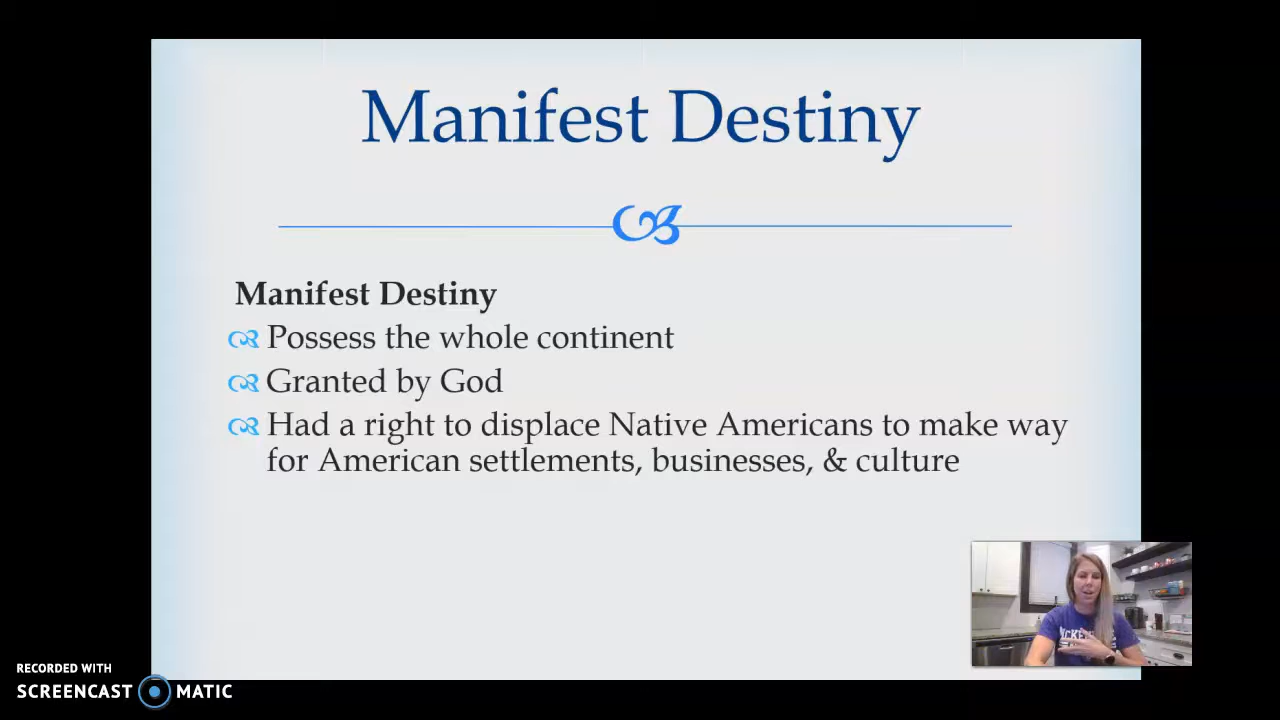 Manifest Destiny
Manifest Destiny
Possess the whole continent
Granted by God
Had a right to displace Native Americans to make way
for American settlements, businesses, & culture
RECORDED WITH
SCREENCAST MATIC